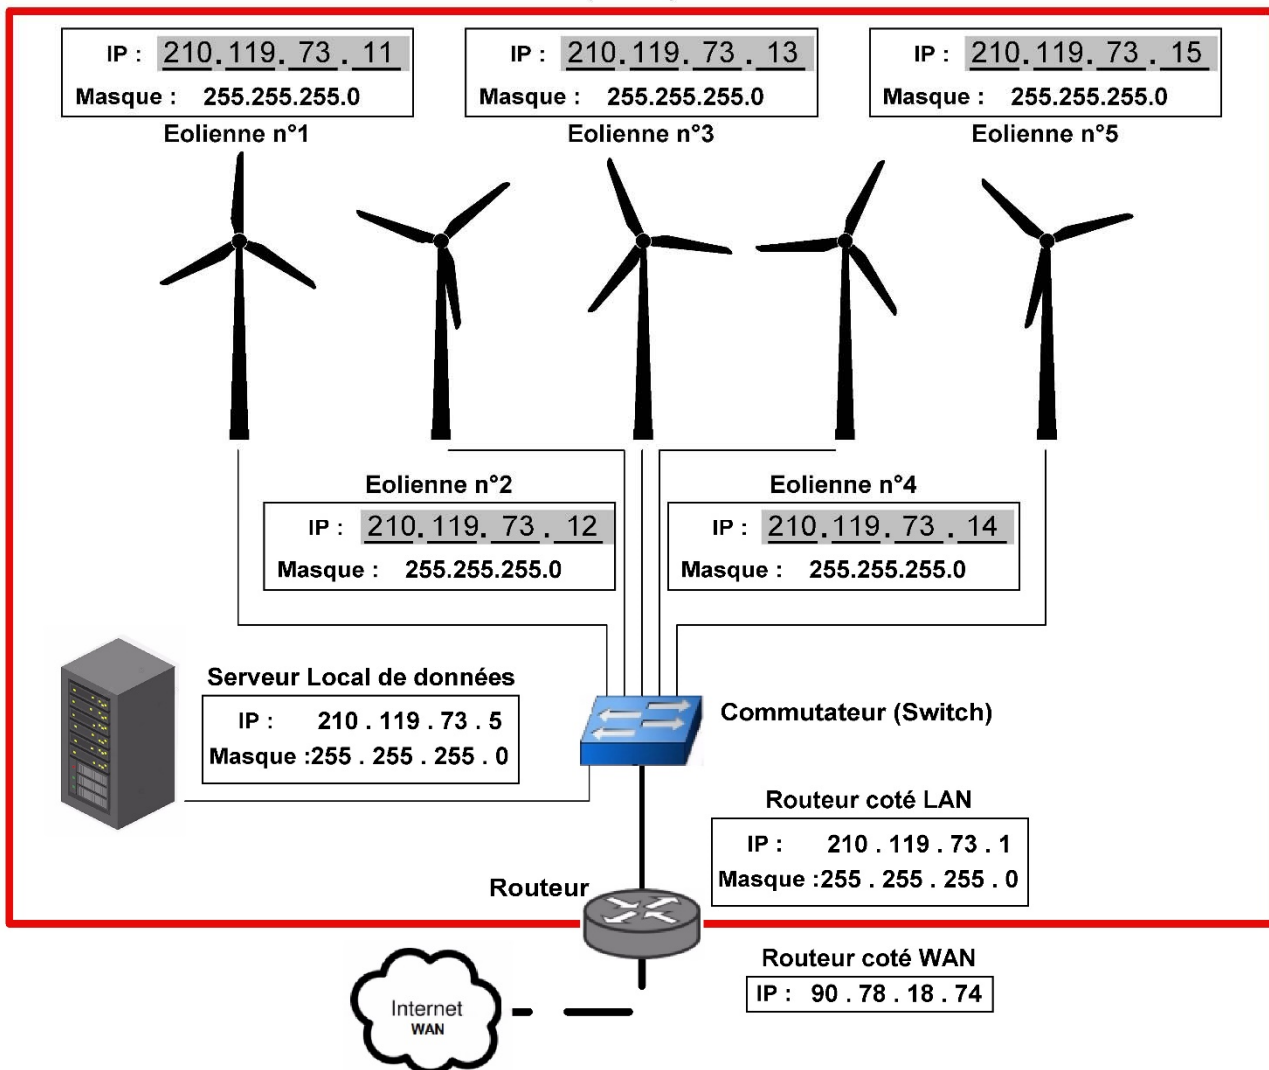 IP : 210.119.73.11
Masque : 255.255.255.0
Eolienne n°1
IP : 210.119.73.13
Masque : 255.255.255.0
Eolienne n°3
IP : 210.119.73.15
Masque : 255.255.255.0
Eolienne n°5
Eolienne n°2
IP : 210.119.73.12
Masque : 255.255.255.0
Eolienne n°4
IP : 210.119.73.14
Masque : 255.255.255.0
Serveur Local de données
IP : 210 . 119 . 73 . 5
Masque :255 . 255 . 255 . 0
Commutateur (Switch)
Routeur coté LAN
IP : 210 . 119 . 73 . 1
Masque :255 . 255 . 255 . 0
Routeur
Routeur coté WAN
IP : 90 . 78 . 18 . 74
Internet
WAN